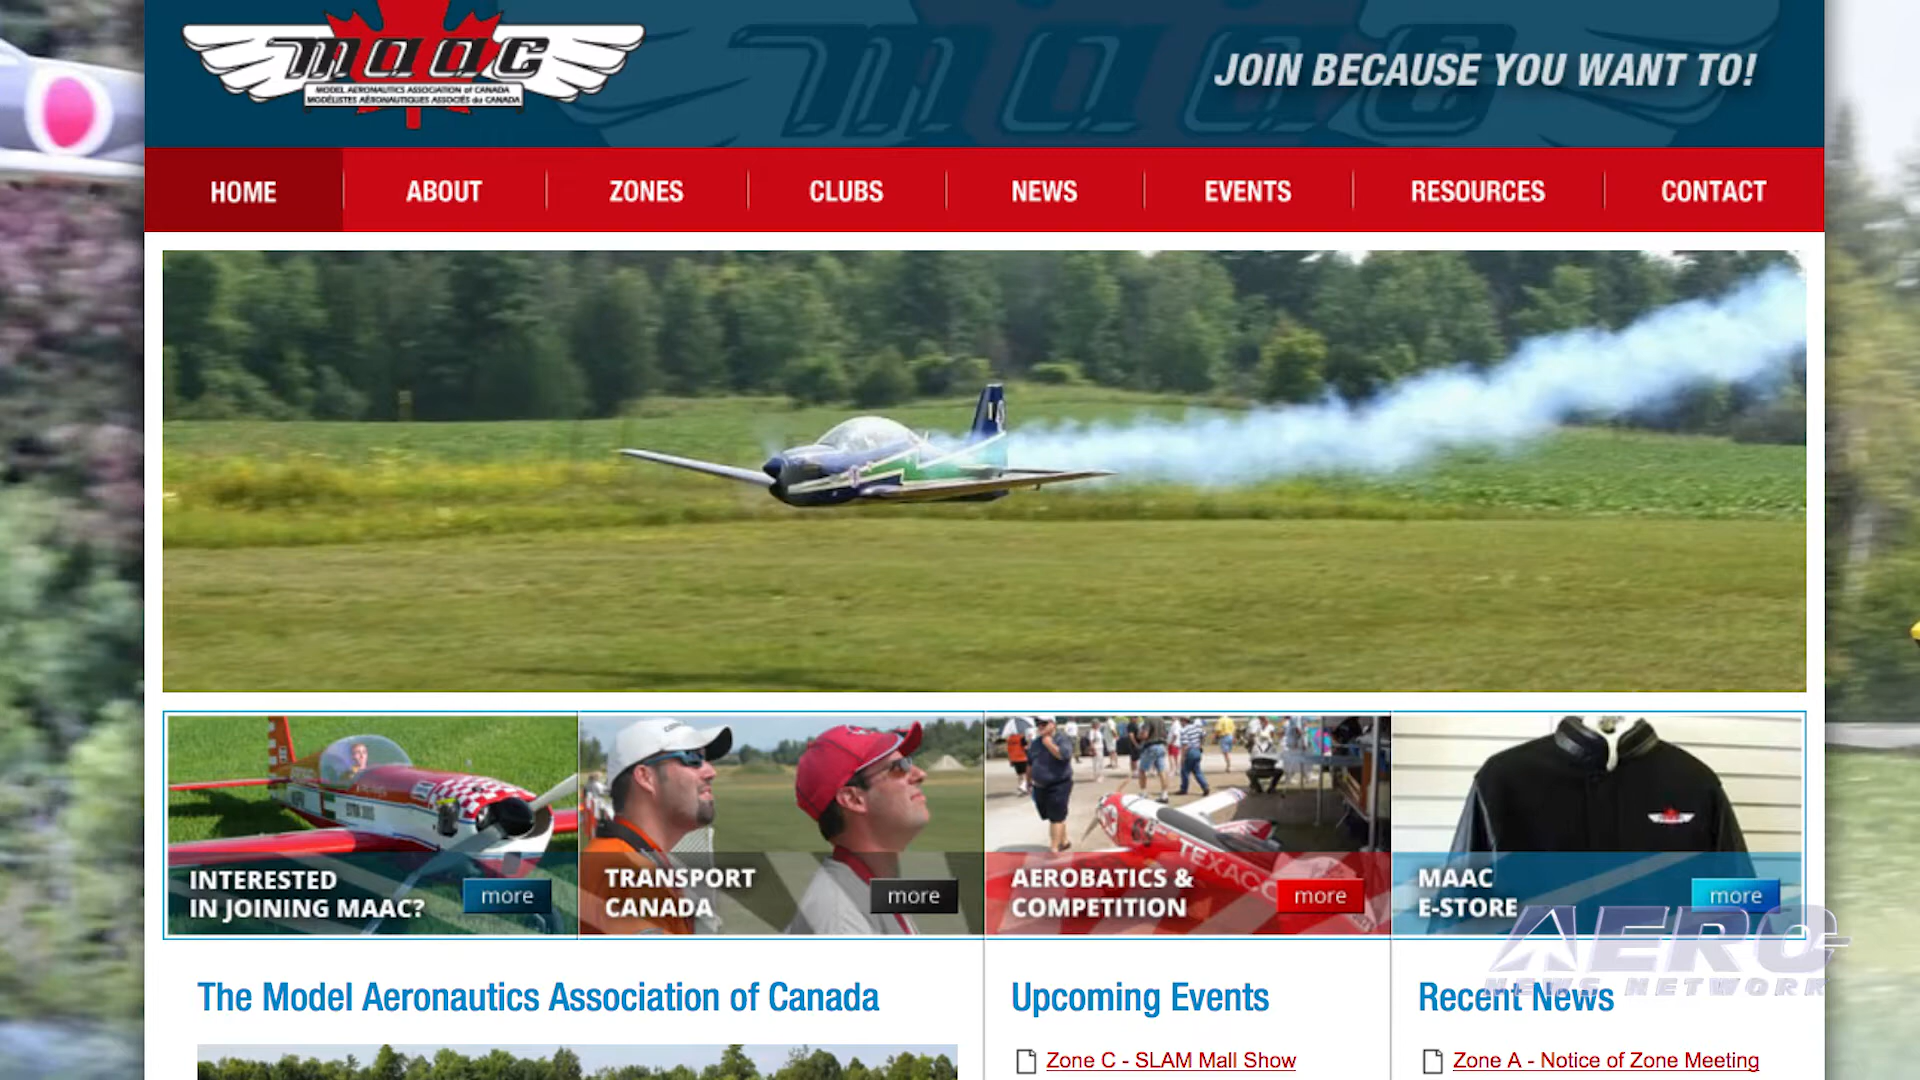 maac
MODEL AERONAUTICS ASSOCIATION of CANADA
MODÉLISTES AÉRONAUTIQUES ASSOCIÉS du CANADA
maac
JOIN BECAUSE YOU WANT TO!
HOME
ABOUT
ZONES
CLUBS
NEWS
EVENTS
RESOURCES
CONTACT
INTERESTED
IN JOINING MAAC?
more
TRANSPORT
CANADA
more
TEXACO
AEROBATICS &
COMPETITION
more
MAAC
E-STORE
more
AERO
NEWS NETWORK
The Model Aeronautics Association of Canada
Upcoming Events
Recent News
Zone C - SLAM Mall Show
Zone A - Notice of Zone Meeting